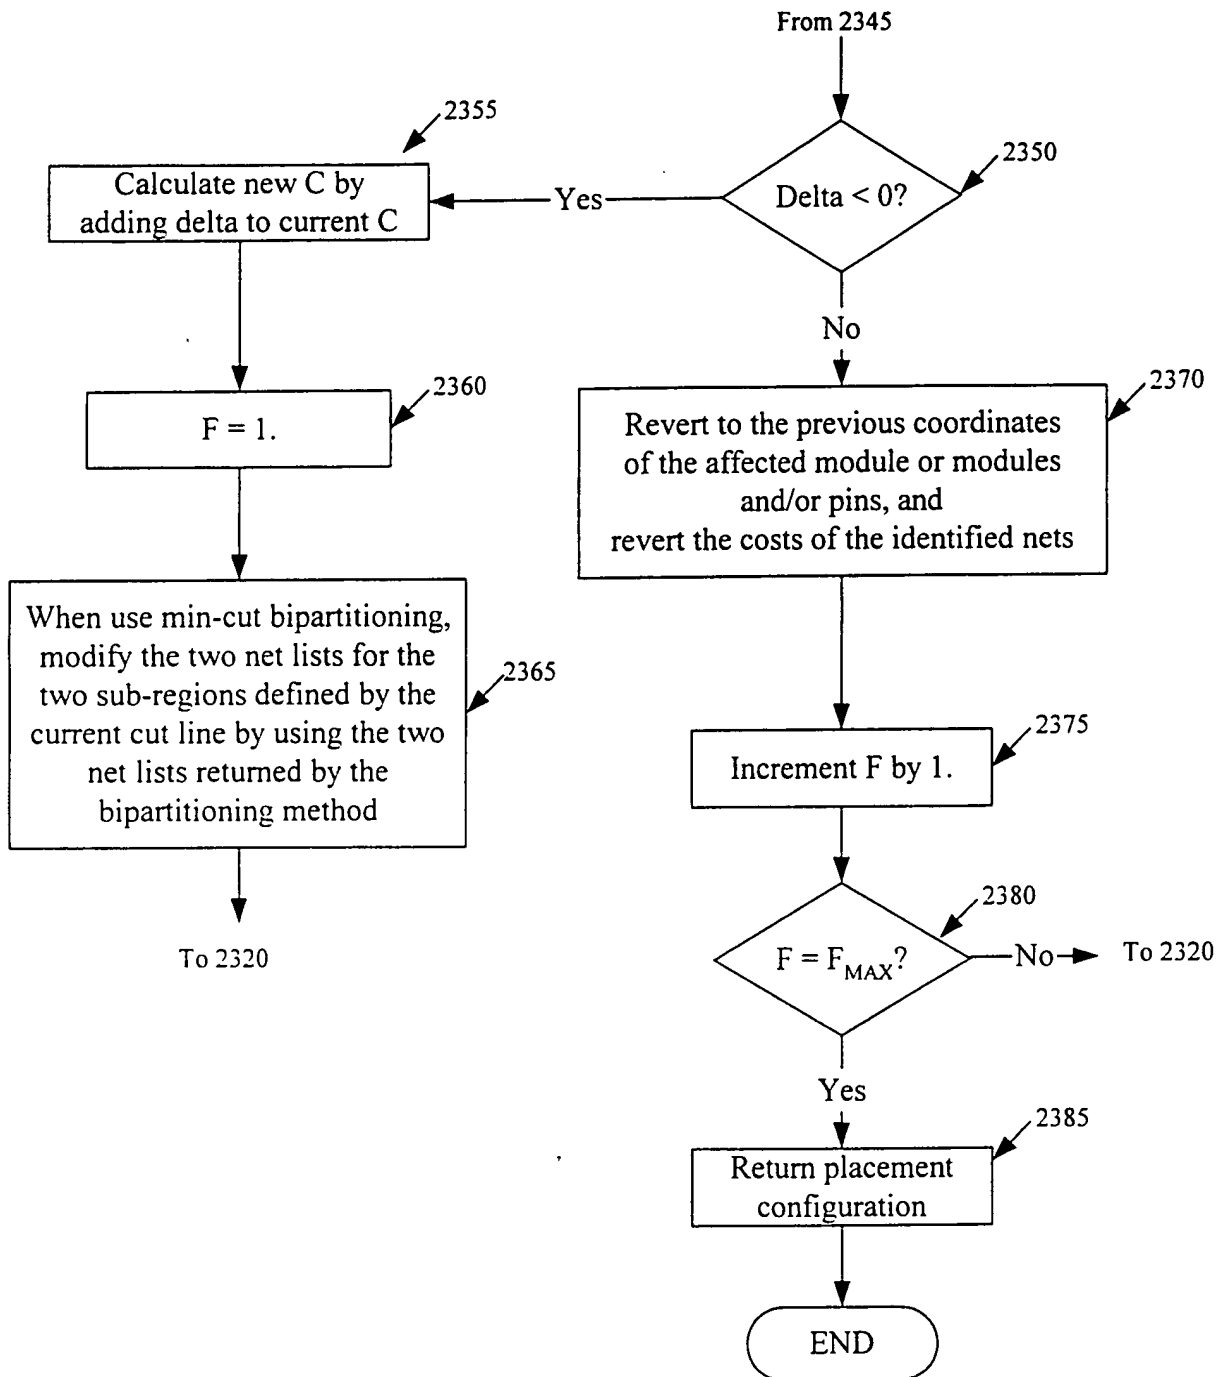 From 2345
2350
Delta < 0?
Yes
2355
Calculate new C by
adding delta to current C
2360
F = 1.
2365
When use min-cut bipartitioning,
modify the two net lists for the
two sub-regions defined by the
current cut line by using the two
net lists returned by the
bipartitioning method
To 2320
No
2370
Revert to the previous coordinates
of the affected module or modules
and/or pins, and
revert the costs of the identified nets
2375
Increment F by 1.
2380
F = FMAX?
No
To 2320
Yes
2385
Return placement
configuration
END